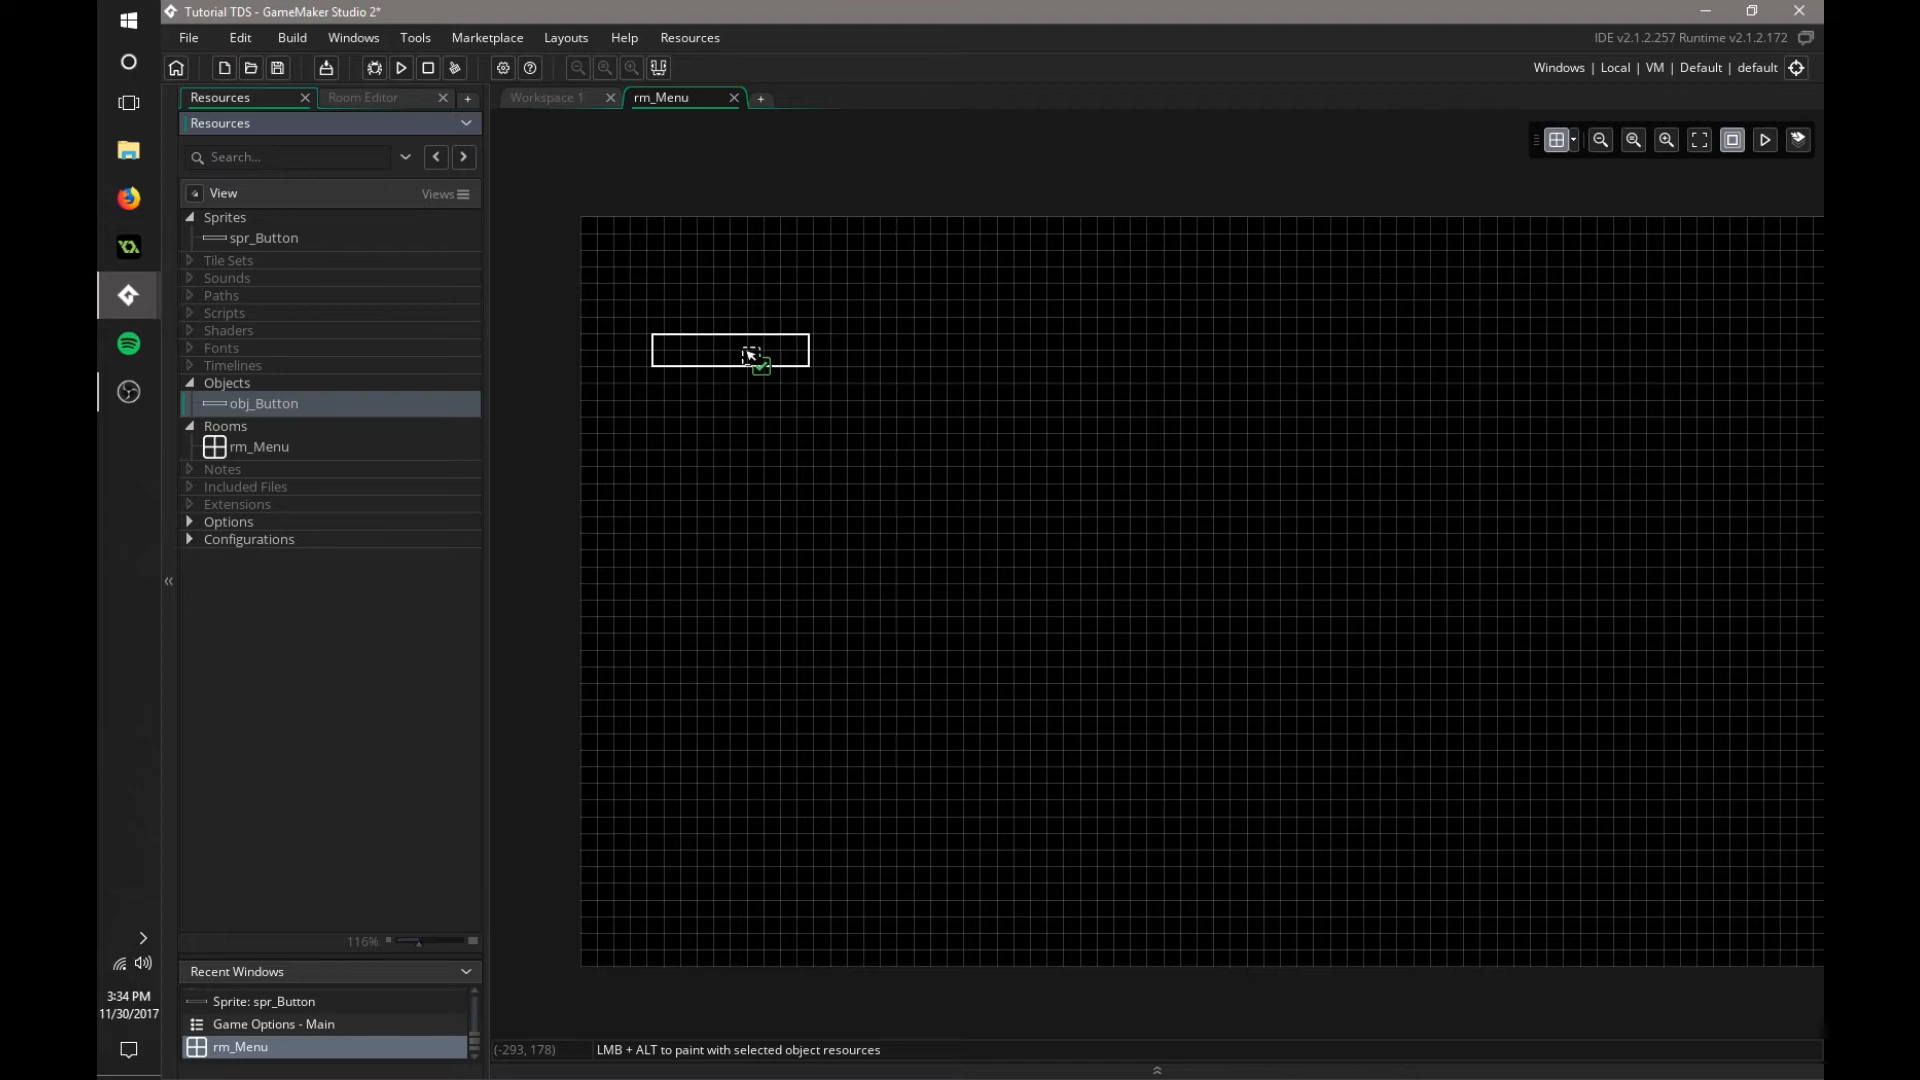 Tutorial TDS - GameMaker Studio 2*
File Edit Build Windows Tools Marketplace Layouts Help Resources
IDE v2.1.2.257 Runtime v2.1.2.172
Windows | Local | VM | Default | default
Resources
Room Editor
Workspace 1
rm_Menu
Resources
Search...
View
Views
Sprites
spr_Button
Tile Sets
Sounds
Paths
Scripts
Shaders
Fonts
Timelines
Objects
obj_Button
Rooms
rm_Menu
Notes
Included Files
Extensions
Options
Configurations
116%
Recent Windows
Sprite: spr_Button
Game Options - Main
rm_Menu
(-293, 178)
LMB + ALT to paint with selected object resources
3:34 PM
11/30/2017